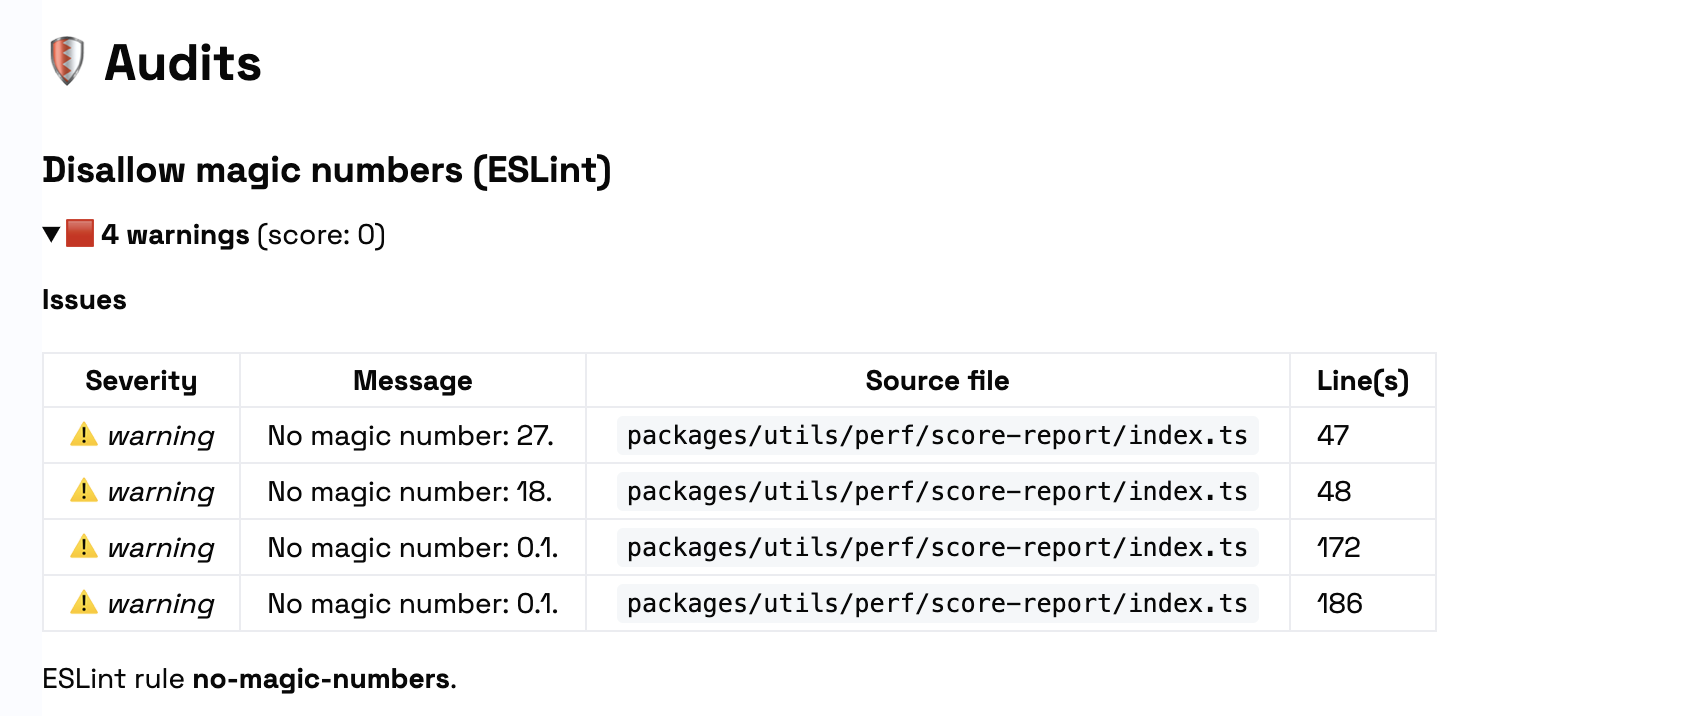 Audits
Disallow magic numbers (ESLint)
4 warnings (score: 0)
Issues
Severity Message Source file Line(s)
warning No magic number: 27. packages/utils/perf/score-report/index.ts 47
warning No magic number: 18. packages/utils/perf/score-report/index.ts 48
warning No magic number: 0.1. packages/utils/perf/score-report/index.ts 172
warning No magic number: 0.1. packages/utils/perf/score-report/index.ts 186
ESLint rule no-magic-numbers.